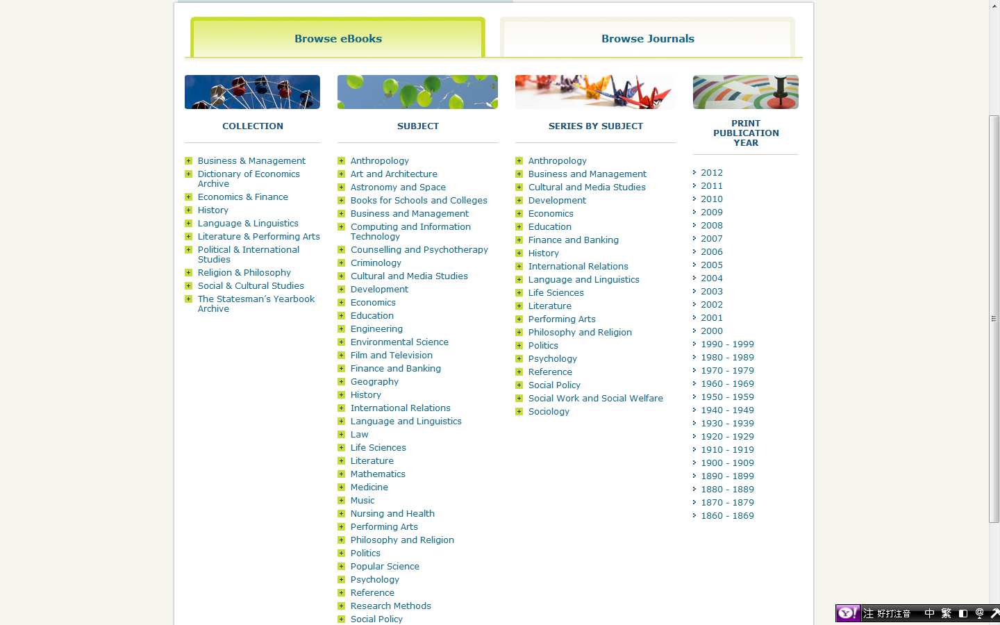 Browse eBooks
Browse Journals
COLLECTION
Business & Management
Dictionary of Economics
Archive
Economics & Finance
History
Language & Linguistics
Literature & Performing Arts
Political & International
Studies
Religion & Philosophy
Social & Cultural Studies
The Statesman’s Yearbook
Archive
SUBJECT
Anthropology
Art and Architecture
Astronomy and Space
Books for Schools and Colleges
Business and Management
Computing and Information
Technology
Counselling and Psychotherapy
Criminology
Cultural and Media Studies
Development
Economics
Education
Engineering
Environmental Science
Film and Television
Finance and Banking
Geography
History
International Relations
Language and Linguistics
Law
Life Sciences
Literature
Mathematics
Medicine
Music
Nursing and Health
Performing Arts
Philosophy and Religion
Politics
Popular Science
Psychology
Reference
Research Methods
Social Policy
SERIES BY SUBJECT
Anthropology
Business and Management
Cultural and Media Studies
Development
Economics
Education
Finance and Banking
History
International Relations
Language and Linguistics
Life Sciences
Literature
Performing Arts
Philosophy and Religion
Politics
Psychology
Reference
Social Policy
Social Work and Social Welfare
Sociology
PRINT
PUBLICATION
YEAR
2012
2011
2010
2009
2008
2007
2006
2005
2004
2003
2002
2001
2000
1990 - 1999
1980 - 1989
1970 - 1979
1960 - 1969
1950 - 1959
1940 - 1949
1930 - 1939
1920 - 1929
1910 - 1919
1900 - 1909
1890 - 1899
1880 - 1889
1870 - 1879
1860 - 1869
Y! 注 好打注音 中 繁